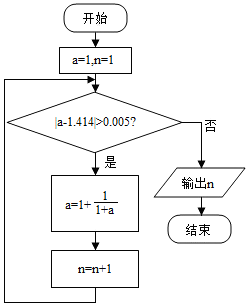 开始
a=1,n=1
|a-1.414|>0.005?
否
是
a=1+ 1/(1+a)
输出n
n=n+1
结束